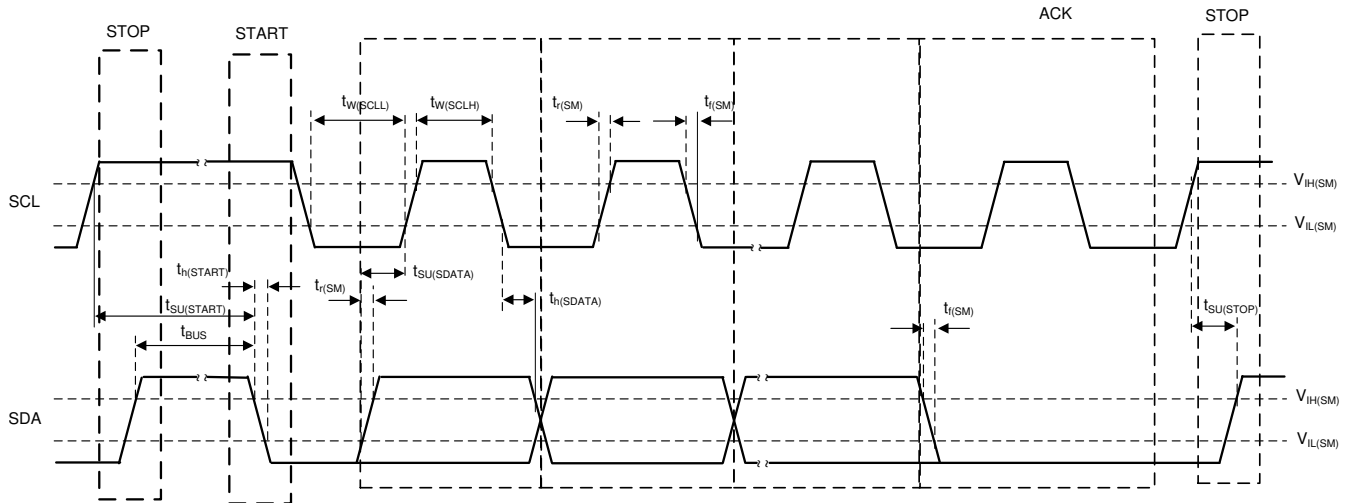 STOP START ACK STOP
tW(SCLL) tW(SCLH) tr(SM) tf(SM)
SCL
VIH(SM)
VIL(SM)
th(START) tr(SM) tSU(SDATA)
th(SDATA)
tSU(START)
tf(SM)
tSU(STOP)
tBUS
SDA
VIH(SM)
VIL(SM)